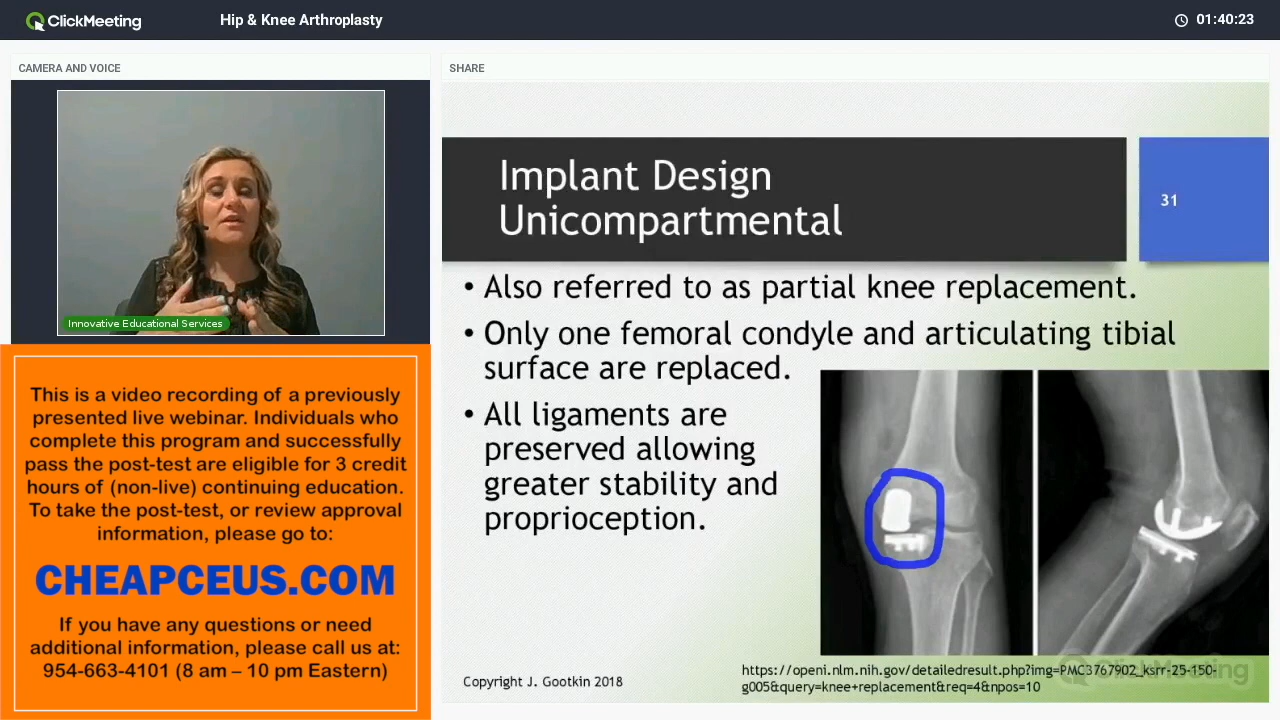 ClickMeeting
Hip & Knee Arthroplasty
01:40:23
CAMERA AND VOICE
SHARE
Innovative Educational Services
This is a video recording of a previously
presented live webinar. Individuals who
complete this program and successfully
pass the post-test are eligible for 3 credit
hours of (non-live) continuing education.
To take the post-test, or review approval
information, please go to:
CHEAPCEUS.COM
If you have any questions or need
additional information, please call us at:
954-663-4101 (8 am – 10 pm Eastern)
Implant Design
Unicompartmental
31
• Also referred to as partial knee replacement.
• Only one femoral condyle and articulating tibial
surface are replaced.
• All ligaments are
preserved allowing
greater stability and
proprioception.
Copyright J. Gootkin 2018
https://openi.nlm.nih.gov/detailedresult.php?img=PMC3767902_ksrr-25-150-
g005&query=knee+replacement&req=4&npos=10
ClickMeeting